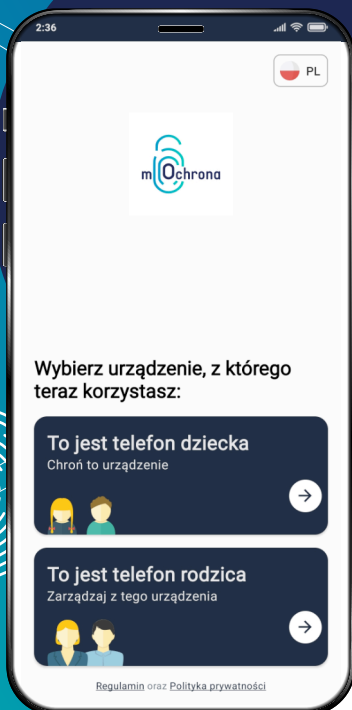 2:36
PL
mOchrona
Wybierz urządzenie, z którego
teraz korzystasz:
To jest telefon dziecka
Chroń to urządzenie
To jest telefon rodzica
Zarządzaj z tego urządzenia
Regulamin oraz Polityka prywatności